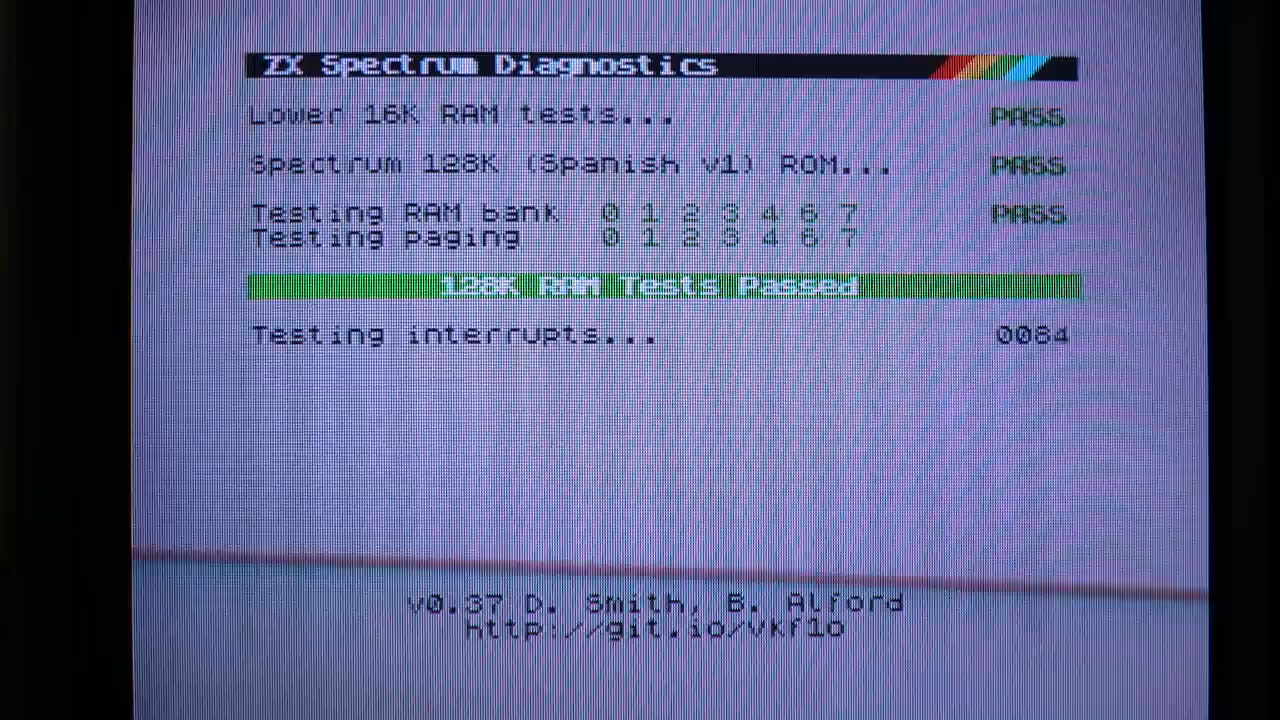 ZX Spectrum Diagnostics
Lower 16K RAM tests... PASS
Spectrum 128K (Spanish v1) ROM... PASS
Testing RAM bank 0 1 2 3 4 6 7 PASS
Testing paging 0 1 2 3 4 6 7
128K RAM Tests Passed
Testing interrupts... 0084
v0.37 D. Smith, B. Alford
http://git.io/vkf1o